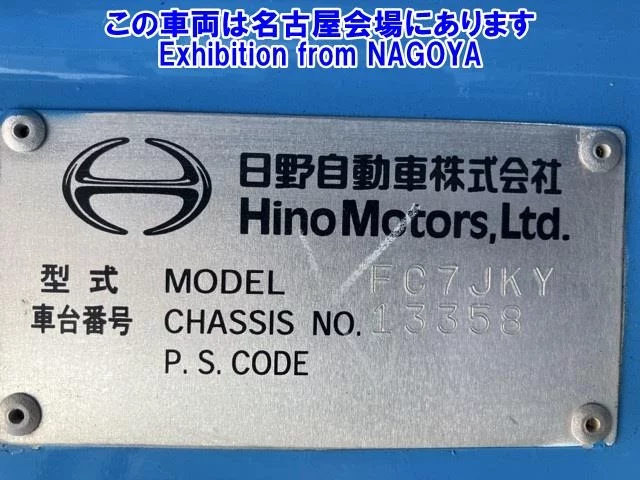 この車両は名古屋会場にあります
Exhibition from NAGOYA
日野自動車株式会社
Hino Motors, Ltd.
型式 MODEL FC7JKY
車台番号 CHASSIS NO. 13358
P. S. CODE